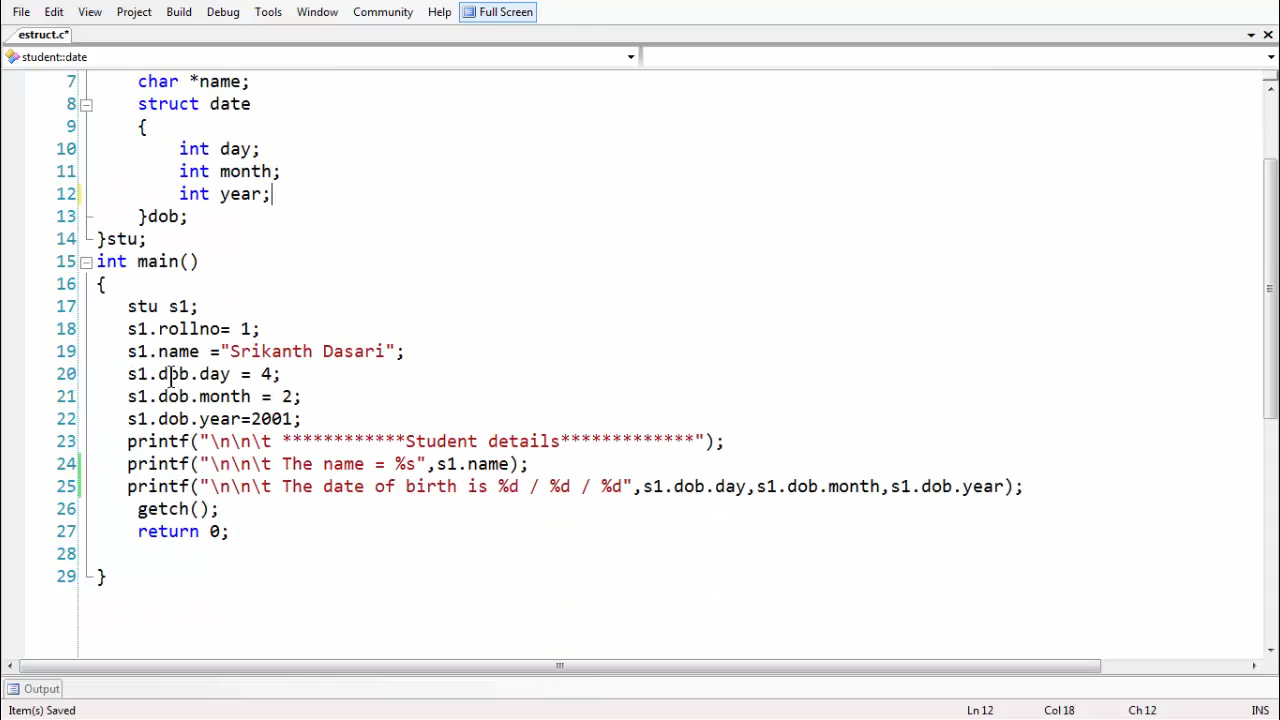 File Edit View Project Build Debug Tools Window Community Help Full Screen
estruct.c*
student::date
7 char *name;
8 struct date
9 {
10 int day;
11 int month;
12 int year;
13 }dob;
14 }stu;
15 int main()
16 {
17 stu s1;
18 s1.rollno= 1;
19 s1.name ="Srikanth Dasari";
20 s1.dob.day = 4;
21 s1.dob.month = 2;
22 s1.dob.year=2001;
23 printf("\n\n\t ************Student details*************");
24 printf("\n\n\t The name = %s",s1.name);
25 printf("\n\n\t The date of birth is %d / %d / %d",s1.dob.day,s1.dob.month,s1.dob.year);
26 getch();
27 return 0;
28
29 }
Output
Item(s) Saved Ln 12 Col 18 Ch 12 INS